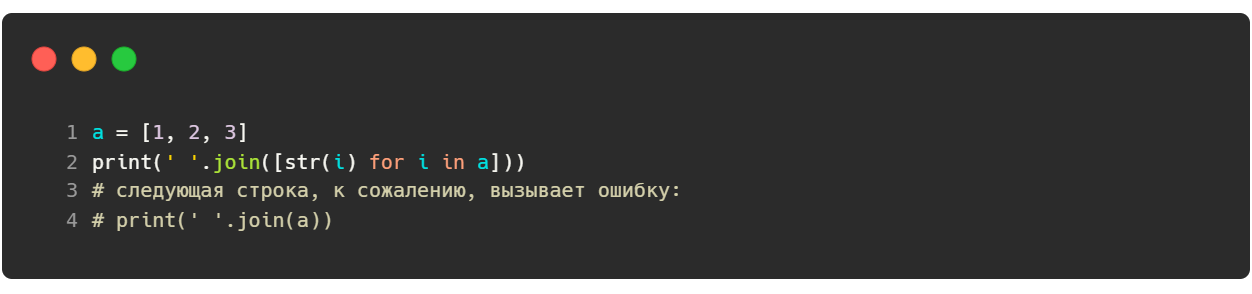 1 a = [1, 2, 3]
2 print(' '.join([str(i) for i in a]))
3 # следующая строка, к сожалению, вызывает ошибку:
4 # print(' '.join(a))